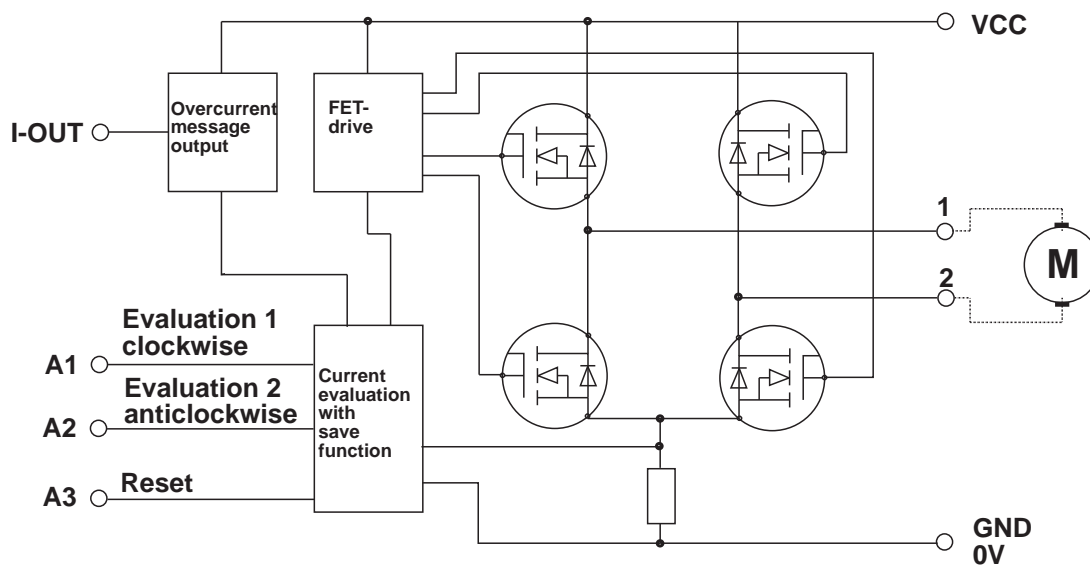 VCC
Overcurrent
message
output
FET-
drive
I-OUT
1
M
2
Evaluation 1
clockwise
A1
Evaluation 2
anticlockwise
A2
Current
evaluation
with
save
function
A3
Reset
GND
0V